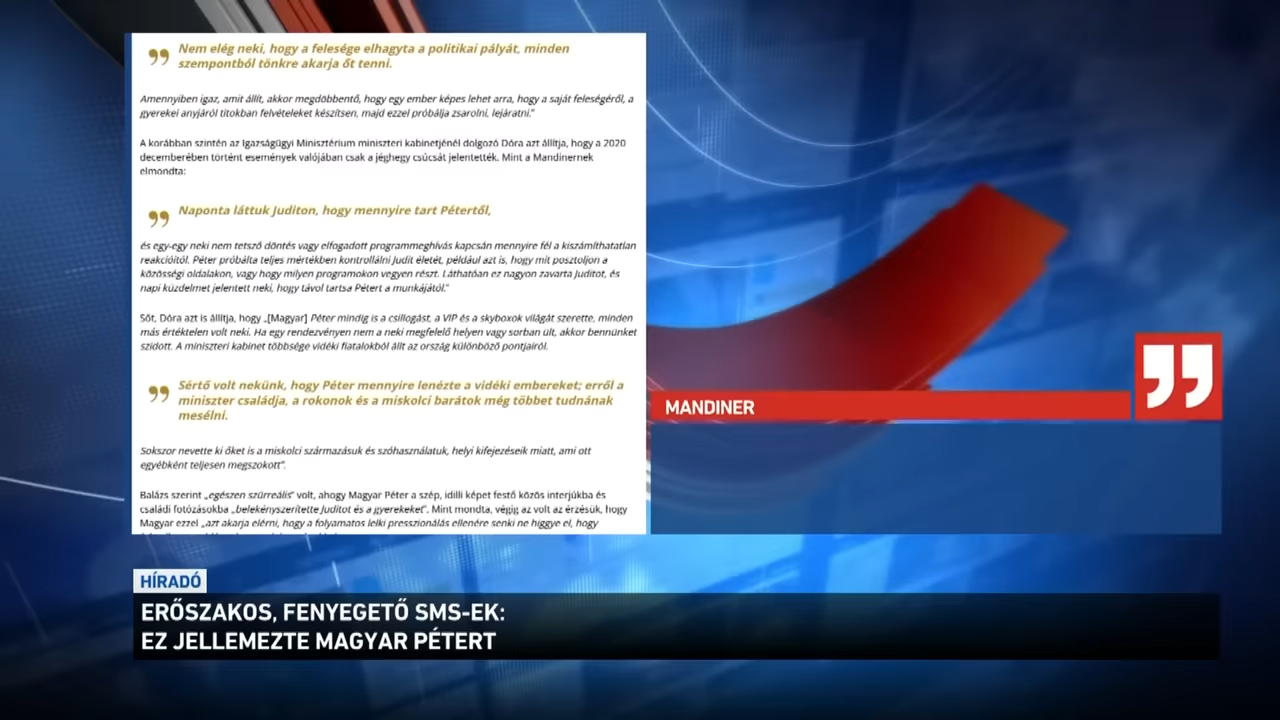 Nem elég neki, hogy a felesége elhagyta a politikai pályát, minden
szempontból tönkre akarja őt tenni.
Amennyiben igaz, amit állít, akkor megdöbbentő, hogy egy ember képes lehet arra, hogy a saját feleségéről, a
gyerekei anyjáról titokban felvételeket készítsen, majd ezzel próbálja zsarolni, lejáratni."
A korábban szintén az Igazságügyi Minisztérium miniszteri kabinetjénél dolgozó Dóra azt állítja, hogy a 2020
decemberében történt események valójában csak a jéghegy csúcsát jelentették. Mint a Mandinernek
elmondta:
Naponta láttuk Juditon, hogy mennyire tart Pétertől,
és egy-egy neki nem tetsző döntés vagy elfogadott programmeghívás kapcsán mennyire fél a kiszámíthatatlan
reakcióitól. Péter próbálta teljes mértékben kontrollálni Judit életét, például azt is, hogy mit posztoljon a
közösségi oldalakon, vagy hogy milyen programokon vegyen részt. Láthatóan ez nagyon zavarta Juditot, és
napi küzdelmet jelentett neki, hogy távol tartsa Pétert a munkájától."
Sőt, Dóra azt is állítja, hogy „[Magyar] Péter mindig is a csillogást, a VIP és a skyboxok világát szerette, minden
más értéktelen volt neki. Ha egy rendezvényen nem a neki megfelelő helyen vagy sorban ült, akkor bennünket
szidott. A miniszteri kabinet többsége vidéki fiatalokból állt az ország különböző pontjairól.
Sértő volt nekünk, hogy Péter mennyire lenézte a vidéki embereket; erről a
miniszter családja, a rokonok és a miskolci barátok még többet tudnának
mesélni.
Sokszor nevette ki őket is a miskolci származásuk és szóhasználatuk, helyi kifejezéseik miatt, ami ott
egyébként teljesen megszokott".
Balázs szerint „egészen szürreális" volt, ahogy Magyar Péter a szép, idilli képet festő közös interjúkba és
családi fotózásokba „belekényszerítette Juditot és a gyerekeket". Mint mondta, végig az volt az érzésük, hogy
Magyar ezzel „azt akarja elérni, hogy a folyamatos lelki presszionálás ellenére senki ne higgye el, hogy
MANDINER
HÍRADÓ
ERŐSZAKOS, FENYEGETŐ SMS-EK:
EZ JELLEMEZTE MAGYAR PÉTERT